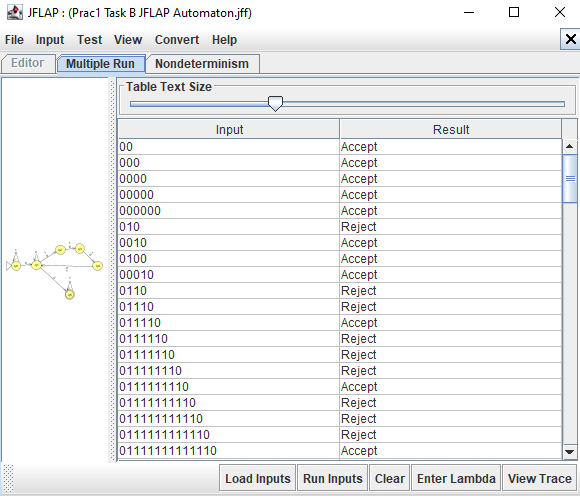 JFLAP : (Prac1 Task B JFLAP Automaton.jff)
File Input Test View Convert Help
Editor Multiple Run Nondeterminism
Table Text Size
Input Result
00 Accept
000 Accept
0000 Accept
00000 Accept
000000 Accept
010 Reject
0010 Accept
0100 Accept
00010 Accept
0110 Reject
01110 Reject
011110 Accept
0111110 Reject
01111110 Reject
011111110 Reject
0111111110 Accept
01111111110 Reject
011111111110 Reject
0111111111110 Reject
01111111111110 Accept
Load Inputs Run Inputs Clear Enter Lambda View Trace